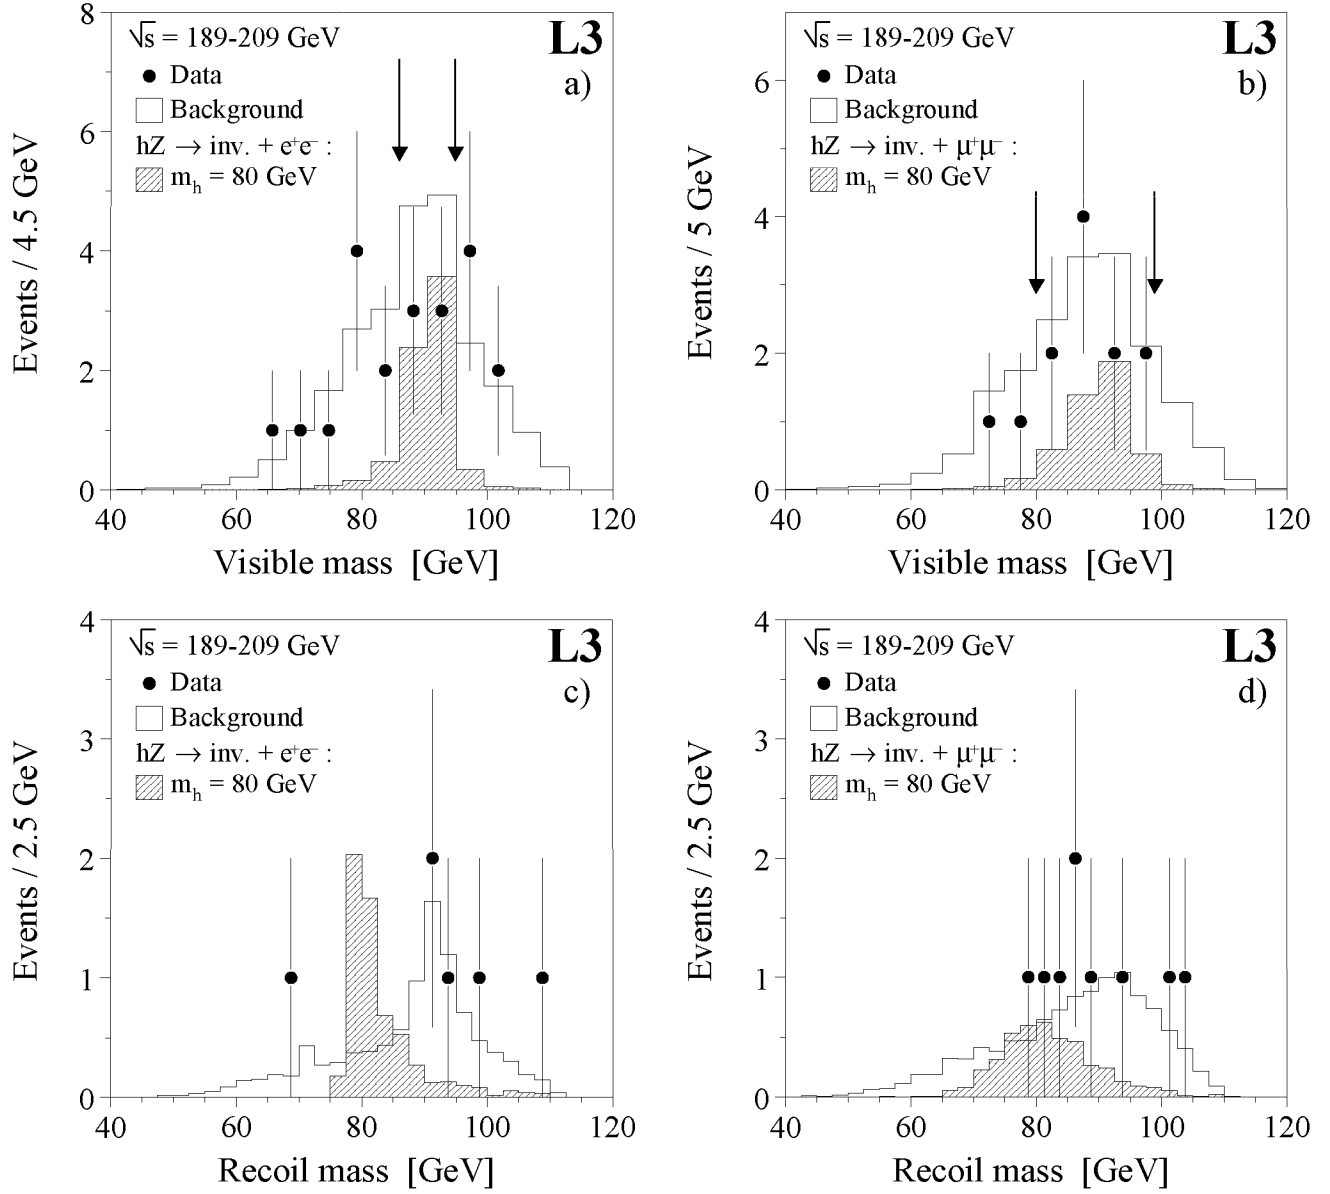 √s = 189-209 GeV
L3
a)
Data
Background
hZ → inv. + e⁺e⁻ :
mₕ = 80 GeV
Events / 4.5 GeV
8
6
4
2
0
40 60 80 100 120
Visible mass [GeV]
√s = 189-209 GeV
L3
b)
Data
Background
hZ → inv. + μ⁺μ⁻ :
mₕ = 80 GeV
Events / 5 GeV
6
4
2
0
40 60 80 100 120
Visible mass [GeV]
√s = 189-209 GeV
L3
c)
Data
Background
hZ → inv. + e⁺e⁻ :
mₕ = 80 GeV
Events / 2.5 GeV
4
3
2
1
0
40 60 80 100 120
Recoil mass [GeV]
√s = 189-209 GeV
L3
d)
Data
Background
hZ → inv. + μ⁺μ⁻ :
mₕ = 80 GeV
Events / 2.5 GeV
4
3
2
1
0
40 60 80 100 120
Recoil mass [GeV]